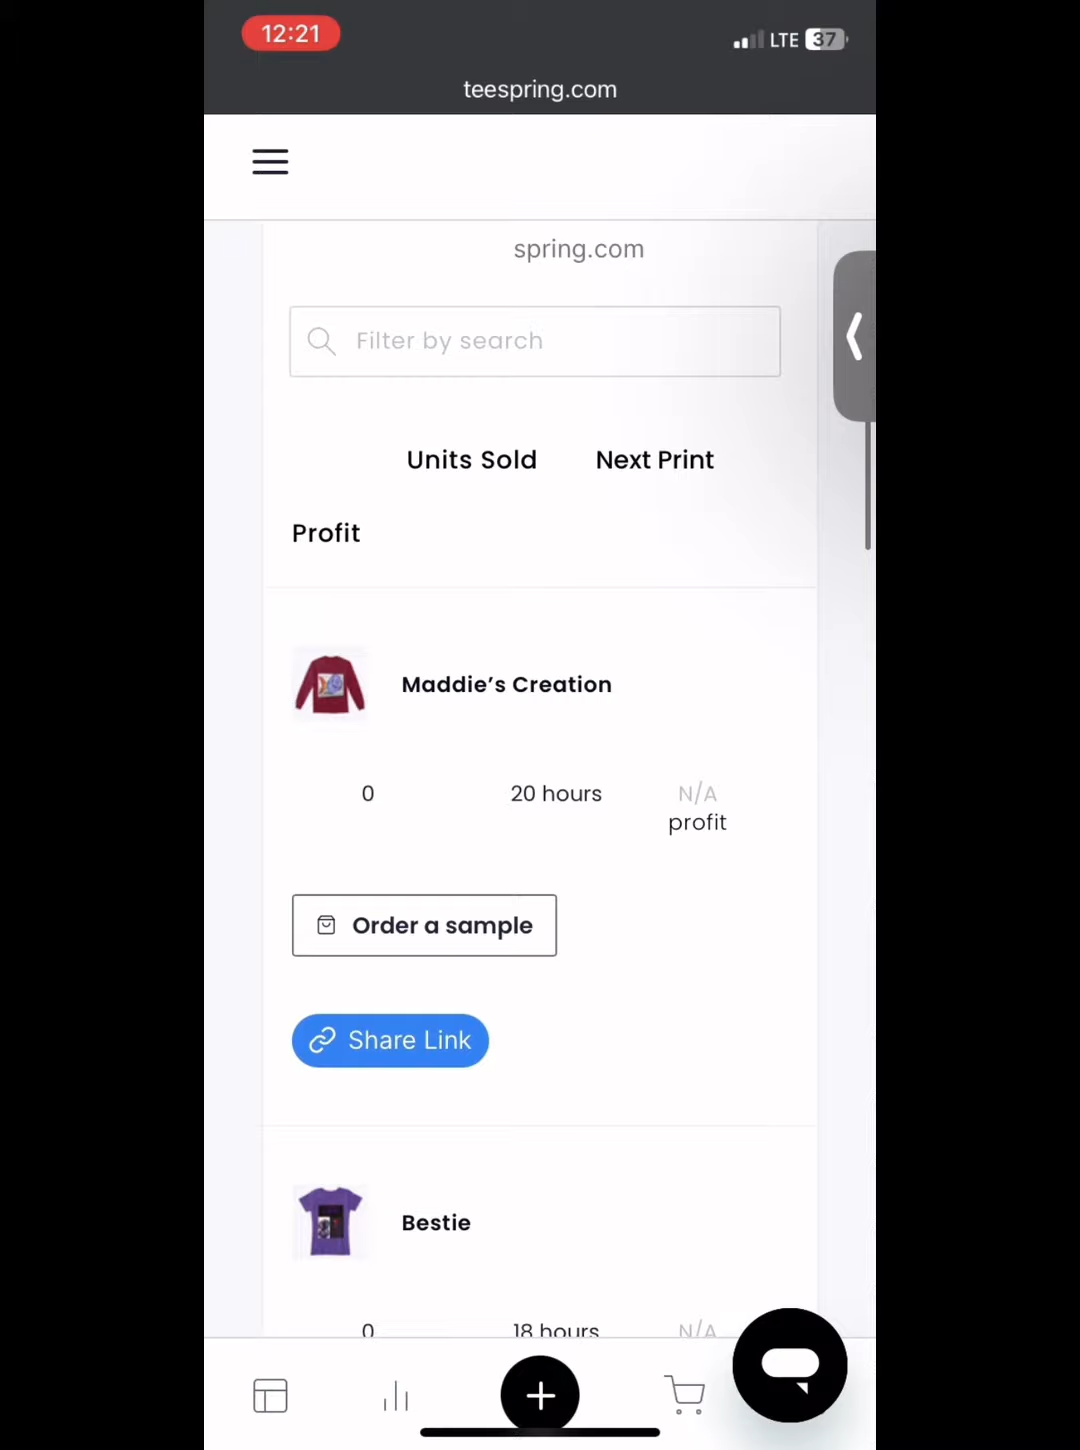 12:21
LTE 37
teespring.com
spring.com
Filter by search
Units Sold Next Print
Profit
Maddie’s Creation
0 20 hours N/A
profit
Order a sample
Share Link
Bestie
0 18 hours N/A